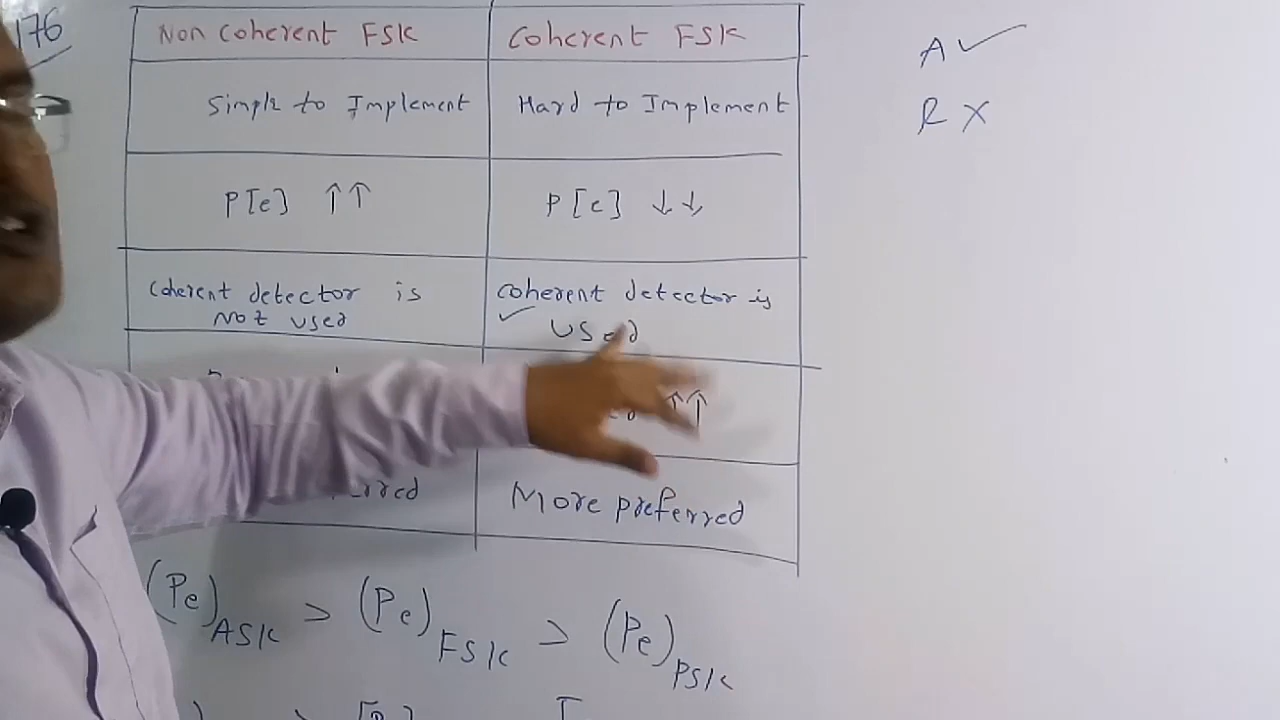 176
Non Coherent FSK
Coherent FSK
Simple to Implement
Hard to Implement
P[e] ↑↑
P[e] ↓↓
Coherent detector is
Not used
coherent detector is
✓
used
↑↑
More preferred
(Pe)ASK > (Pe)FSK > (Pe)PSK
A ✓
R X